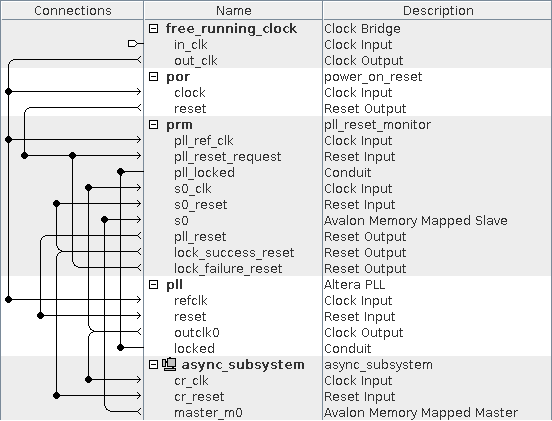 Connections Name Description
free_running_clock Clock Bridge
in_clk Clock Input
out_clk Clock Output
por power_on_reset
clock Clock Input
reset Reset Output
prm pll_reset_monitor
pll_ref_clk Clock Input
pll_reset_request Reset Input
pll_locked Conduit
s0_clk Clock Input
s0_reset Reset Input
s0 Avalon Memory Mapped Slave
pll_reset Reset Output
lock_success_reset Reset Output
lock_failure_reset Reset Output
pll Altera PLL
refclk Clock Input
reset Reset Input
outclk0 Clock Output
locked Conduit
async_subsystem async_subsystem
cr_clk Clock Input
cr_reset Reset Input
master_m0 Avalon Memory Mapped Master